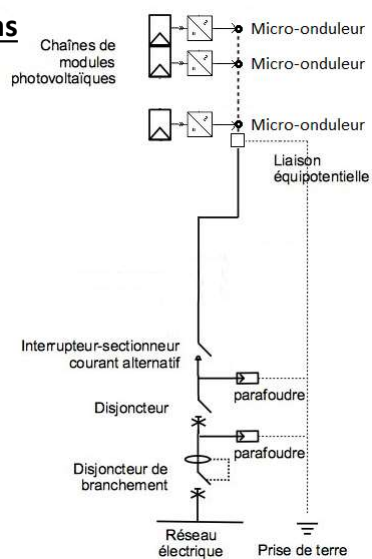 ns
Chaînes de
modules
photovoltaïques
Micro-onduleur
Micro-onduleur
Micro-onduleur
Liaison
équipotentielle
Interrupteur-sectionneur
courant alternatif
parafoudre
Disjoncteur
parafoudre
Disjoncteur de
branchement
Réseau
électrique
Prise de terre